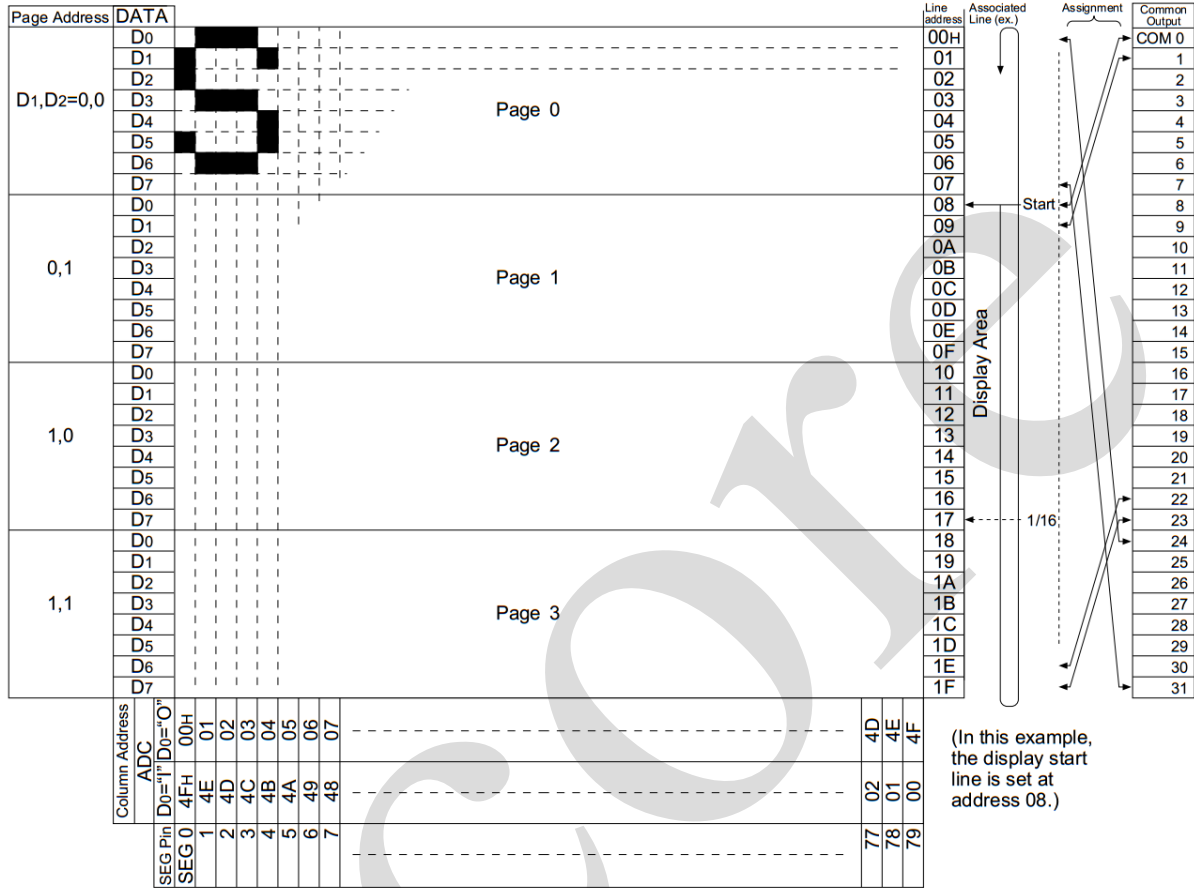 Page Address DATA Line address Associated Line (ex.) Assignment Common Output
D0 00H COM 0
D1 01 1
D2 02 2
D1,D2=0,0 D3 Page 0 03 3
D4 04 4
D5 05 5
D6 06 6
D7 07 7
D0 08 Start 8
D1 09 9
D2 0A 10
0,1 D3 Page 1 0B 11
D4 0C 12
D5 0D 13
D6 0E 14
D7 0F 15
D0 10 16
D1 11 17
D2 12 18
1,0 D3 Page 2 13 19
D4 14 20
D5 15 21
D6 16 22
D7 17 1/16 23
D0 18 24
D1 19 25
D2 1A 26
1,1 D3 Page 3 1B 27
D4 1C 28
D5 1D 29
D6 1E 30
D7 1F 31
Display Area
Column Address ADC D0="O" 00H 01 02 03 04 05 06 07 4D 4E 4F
D0="I" 4FH 4E 4D 4C 4B 4A 49 48 02 01 00
SEG Pin SEG 0 1 2 3 4 5 6 7 77 78 79
(In this example,
the display start
line is set at
address 08.)
core